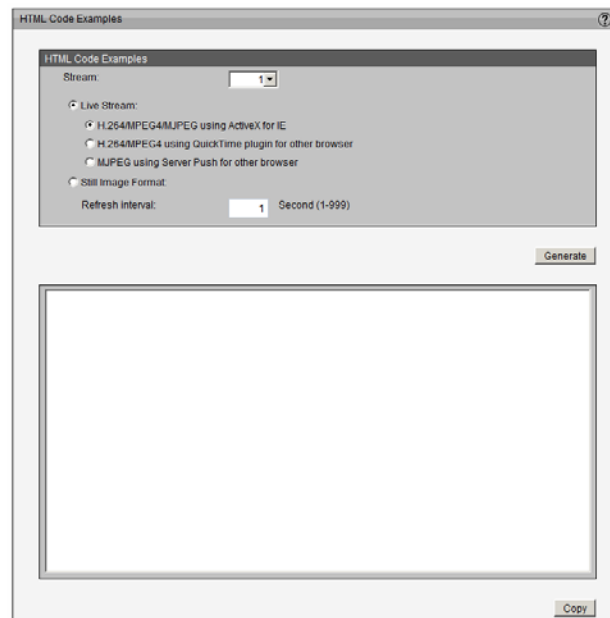 HTML Code Examples
HTML Code Examples
Stream: 1
Live Stream:
H.264/MPEG4/MJPEG using ActiveX for IE
H.264/MPEG4 using QuickTime plugin for other browser
MJPEG using Server Push for other browser
Still Image Format
Refresh interval: 1 Second (1-999)
Generate
Copy